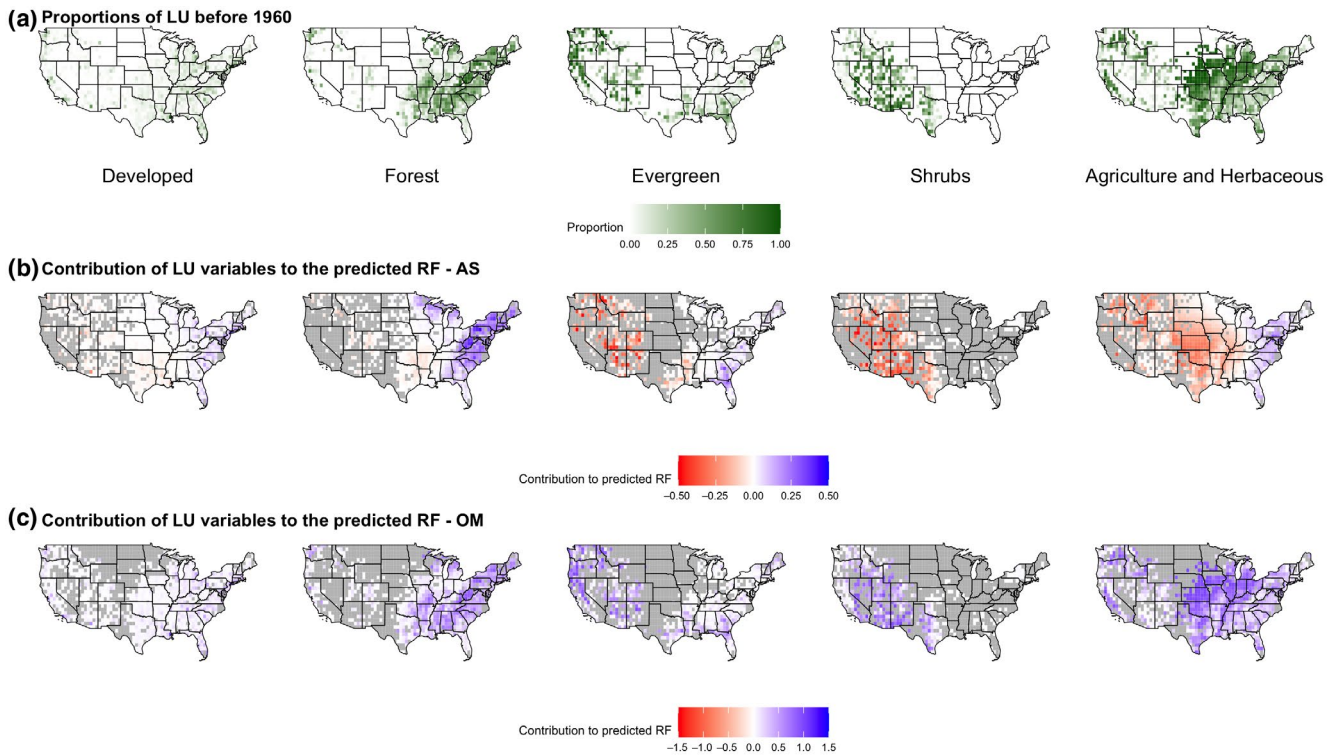 (a) Proportions of LU before 1960
Developed Forest Evergreen Shrubs Agriculture and Herbaceous
Proportion
0.00 0.25 0.50 0.75 1.00
(b) Contribution of LU variables to the predicted RF - AS
Contribution to predicted RF
−0.50 −0.25 0.00 0.25 0.50
(c) Contribution of LU variables to the predicted RF - OM
Contribution to predicted RF
−1.5 −1.0 −0.5 0.0 0.5 1.0 1.5